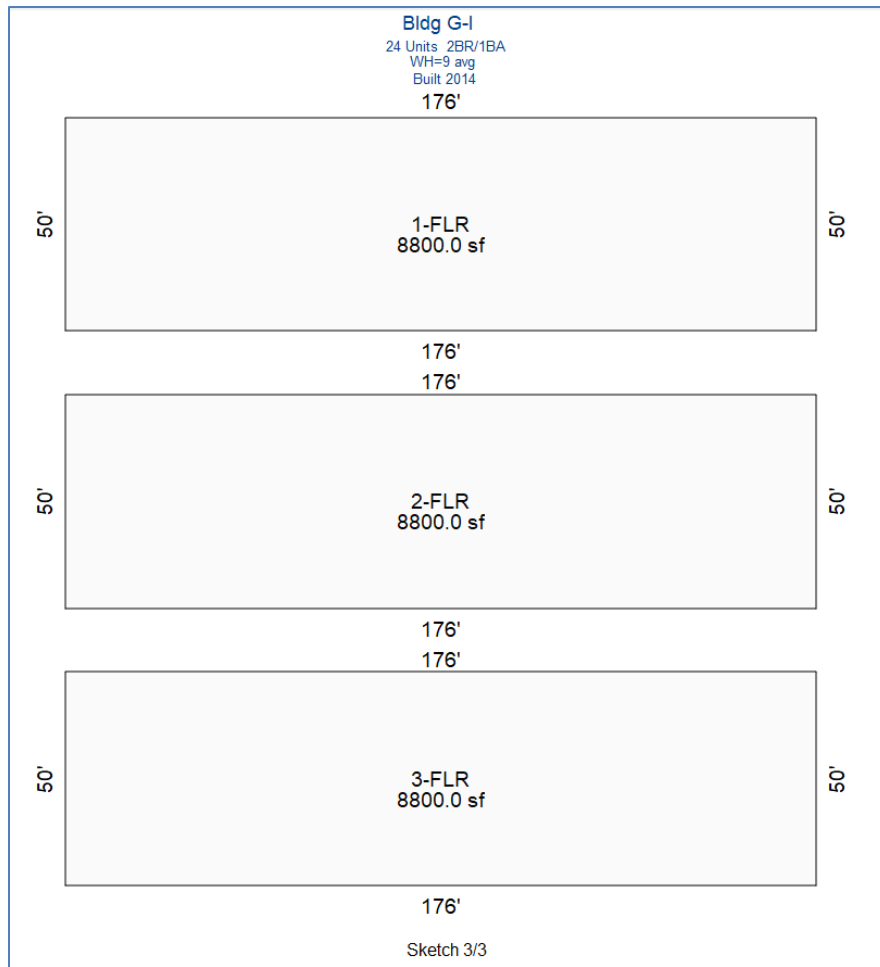 Bldg G-I
24 Units 2BR/1BA
WH=9 avg
Built 2014
176'
50'
1-FLR
8800.0 sf
50'
176'
176'
50'
2-FLR
8800.0 sf
50'
176'
176'
50'
3-FLR
8800.0 sf
50'
176'
Sketch 3/3